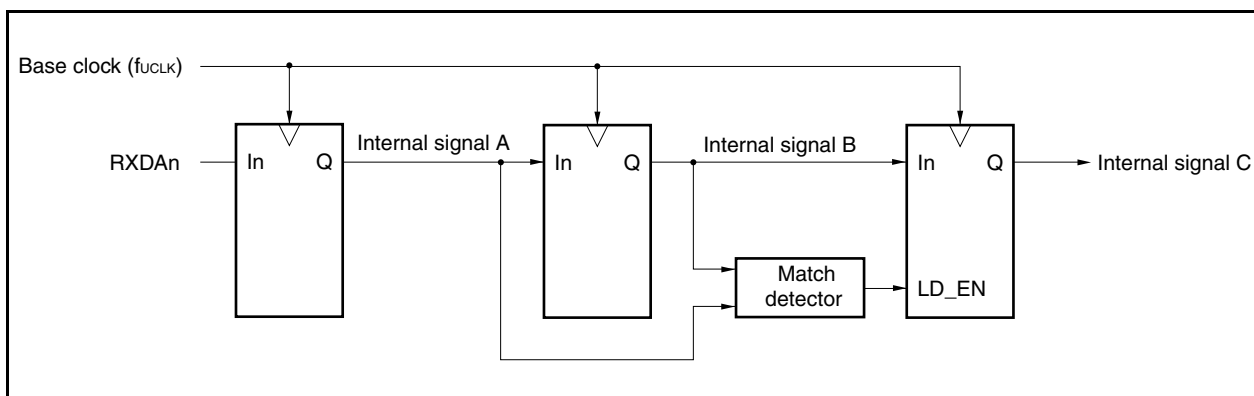 Base clock (fUCLK)
RXDAn
In
Q
Internal signal A
In
Q
Internal signal B
In
Q
Internal signal C
Match
detector
LD_EN